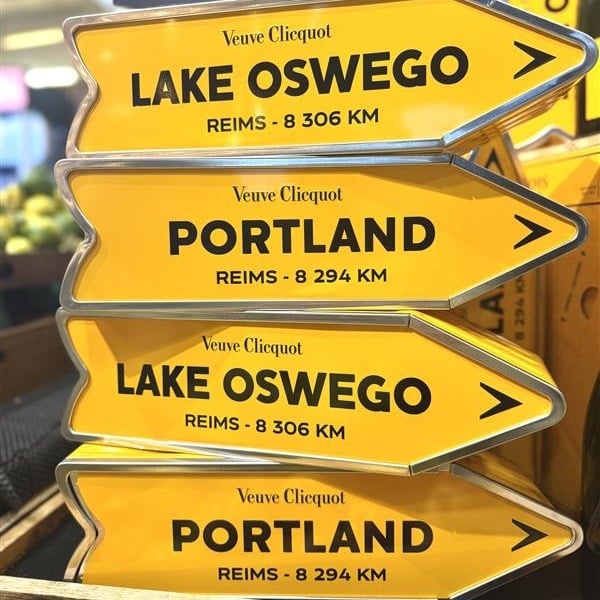 Veuve Clicquot
LAKE OSWEGO
REIMS - 8 306 KM
Veuve Clicquot
PORTLAND
REIMS - 8 294 KM
Veuve Clicquot
LAKE OSWEGO
REIMS - 8 306 KM
Veuve Clicquot
PORTLAND
REIMS - 8 294 KM